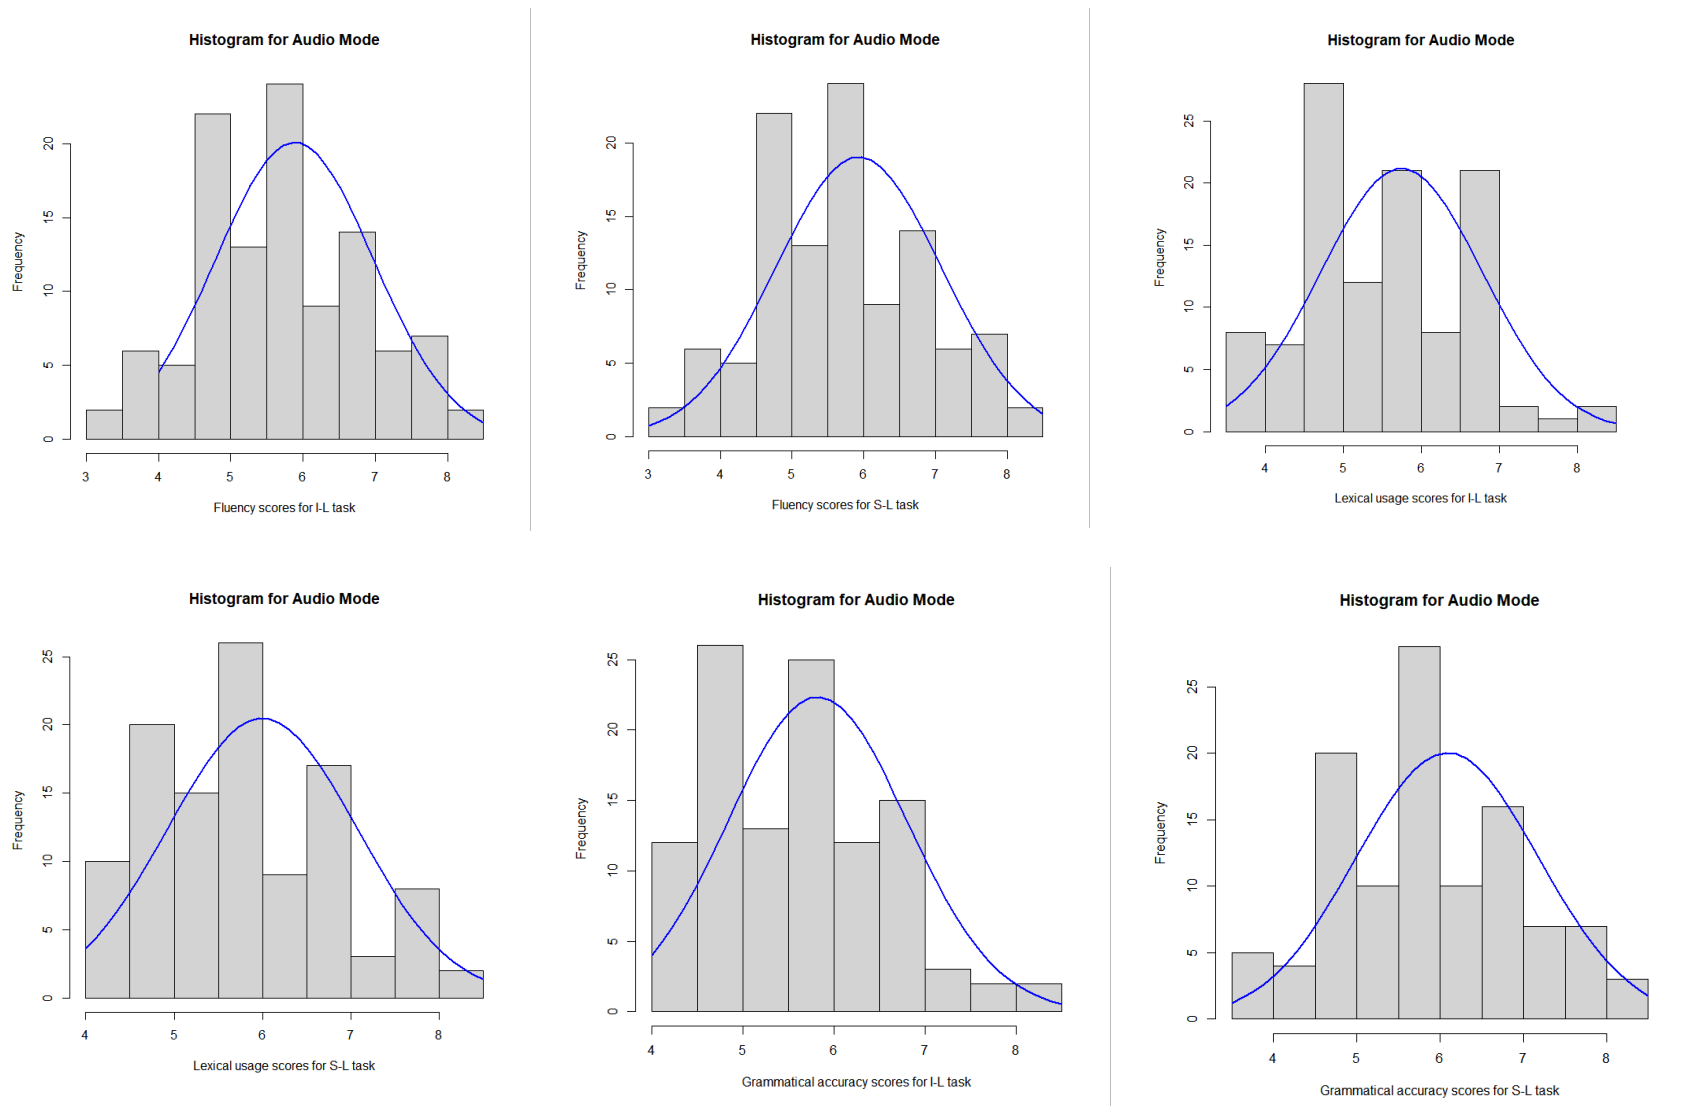 Histogram for Audio Mode
Frequency
20
15
10
5
0
3 4 5 6 7 8
Fluency scores for I-L task
Histogram for Audio Mode
Frequency
20
15
10
5
0
3 4 5 6 7 8
Fluency scores for S-L task
Histogram for Audio Mode
Frequency
25
20
15
10
5
0
4 5 6 7 8
Lexical usage scores for I-L task
Histogram for Audio Mode
Frequency
25
20
15
10
5
0
4 5 6 7 8
Lexical usage scores for S-L task
Histogram for Audio Mode
Frequency
25
20
15
10
5
0
4 5 6 7 8
Grammatical accuracy scores for I-L task
Histogram for Audio Mode
Frequency
25
20
15
10
5
0
4 5 6 7 8
Grammatical accuracy scores for S-L task